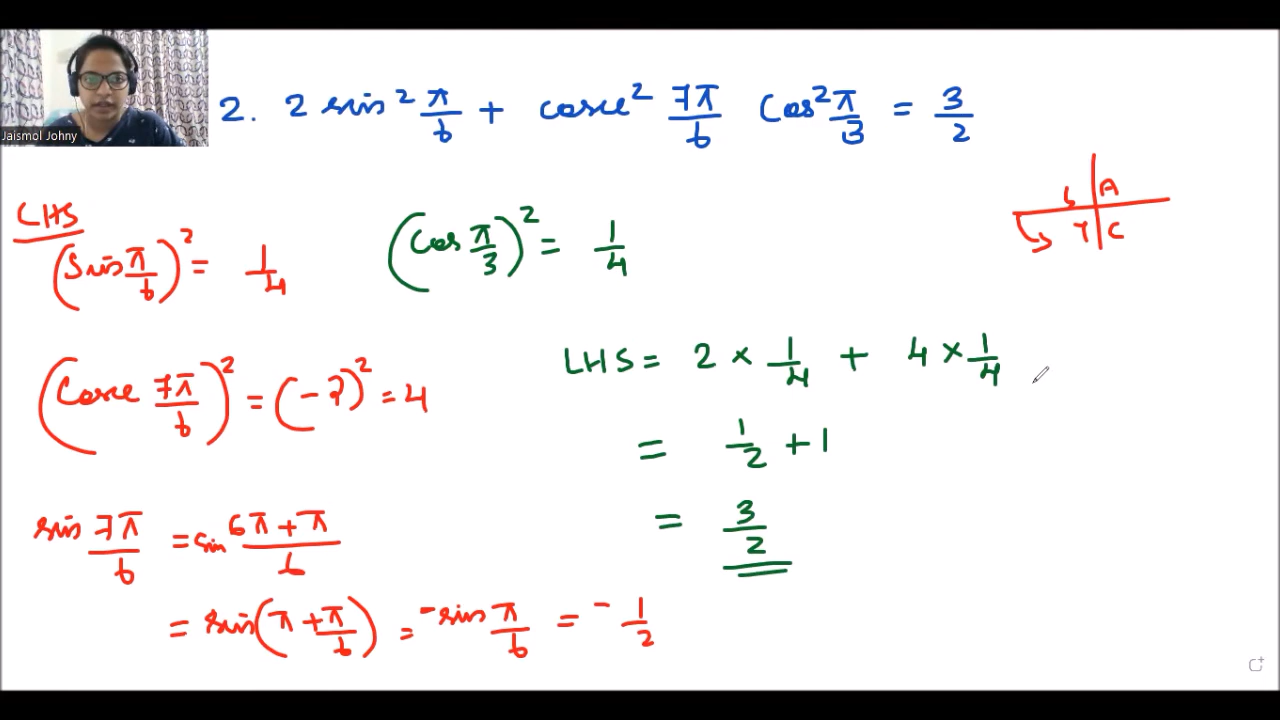 Jaismol Johny
2. 2 sin² π/6 + cosec² 7π/6 cos² π/3 = 3/2
LHS
(sin π/6)² = 1/4
(cos π/3)² = 1/4
S A
T C
(cosec 7π/6)² = (-2)² = 4
LHS = 2 × 1/4 + 4 × 1/4
= 1/2 + 1
= 3/2
sin 7π/6 = sin 6π + π/6
= sin(π + π/6) = - sin π/6 = - 1/2